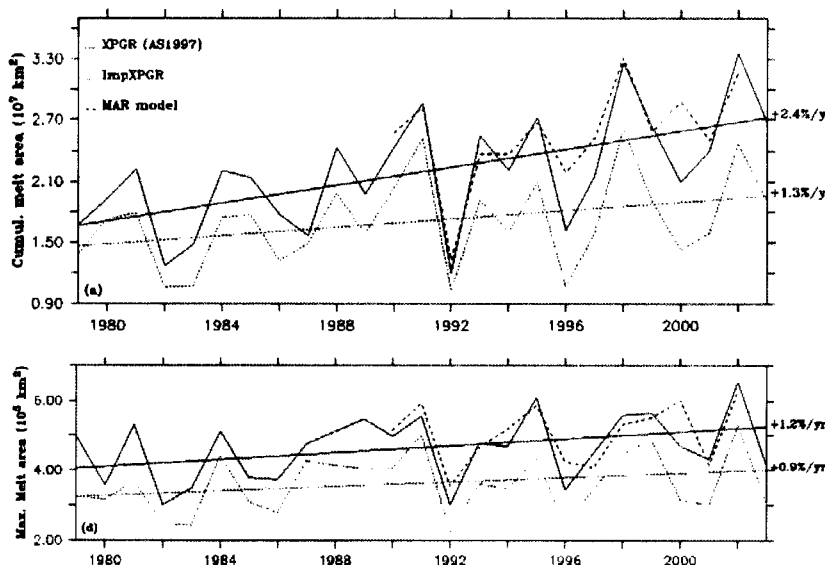 Cumul. melt area (10⁷ km²)
3.30
2.70
2.10
1.50
0.90
XPGR (AS1997)
ImpXPGR
MAR model
+2.4%/y
+1.3%/y
(a)
1980 1984 1988 1992 1996 2000
Max. Melt area (10⁵ km²)
6.00
4.00
2.00
+1.2%/yr
+0.9%/yr
(d)
1980 1984 1988 1992 1996 2000